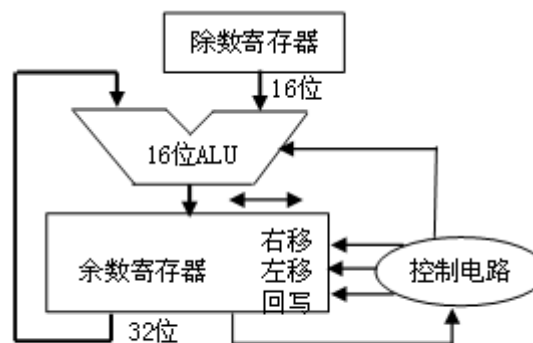 除数寄存器
16位
16位ALU
右移
余数寄存器
左移
控制电路
回写
32位